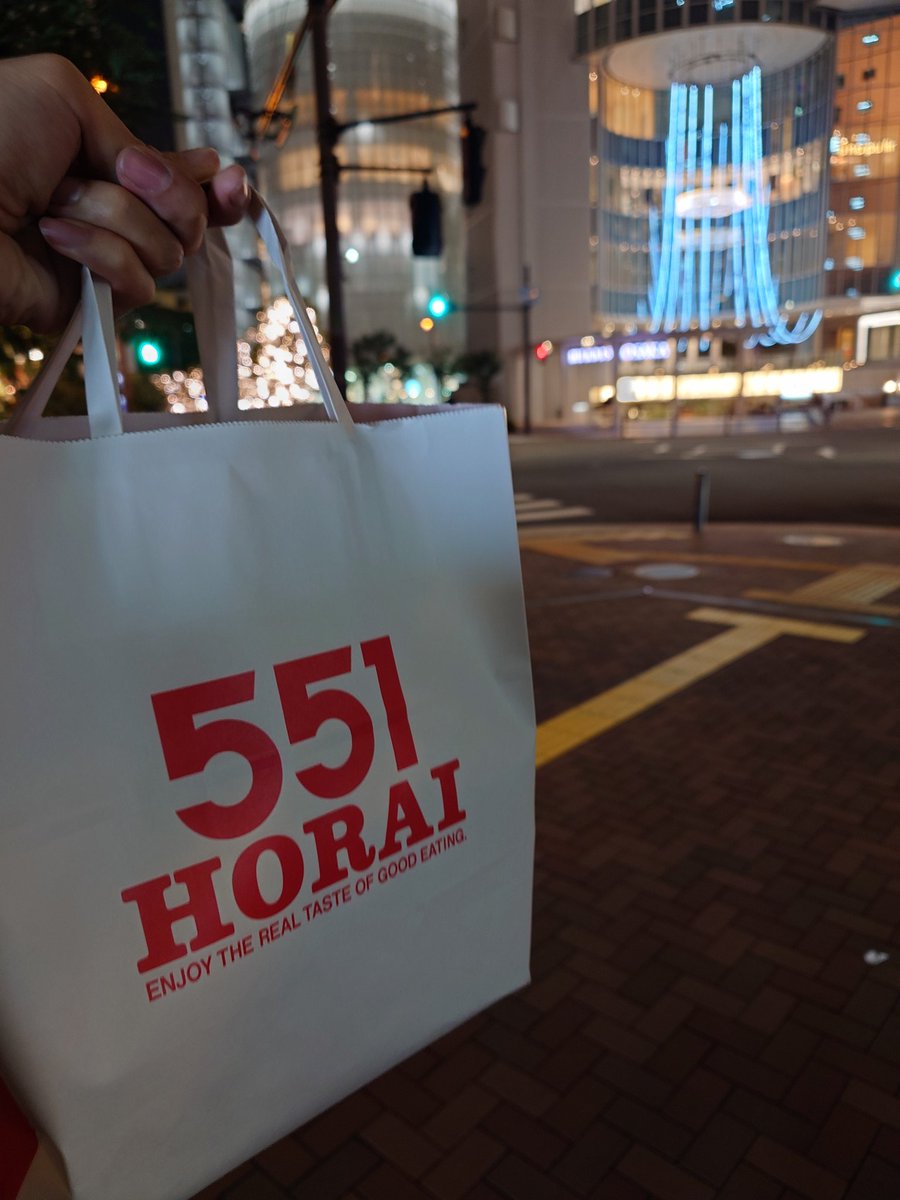 551
HORAI
ENJOY THE REAL TASTE OF GOOD EATING.